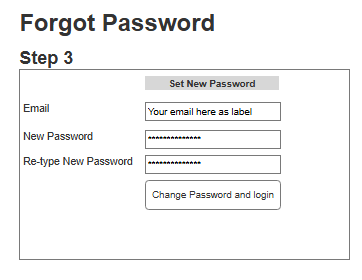 Forgot Password
Step 3
Set New Password
Email
Your email here as label
New Password
**************
Re-type New Password
**************
Change Password and login